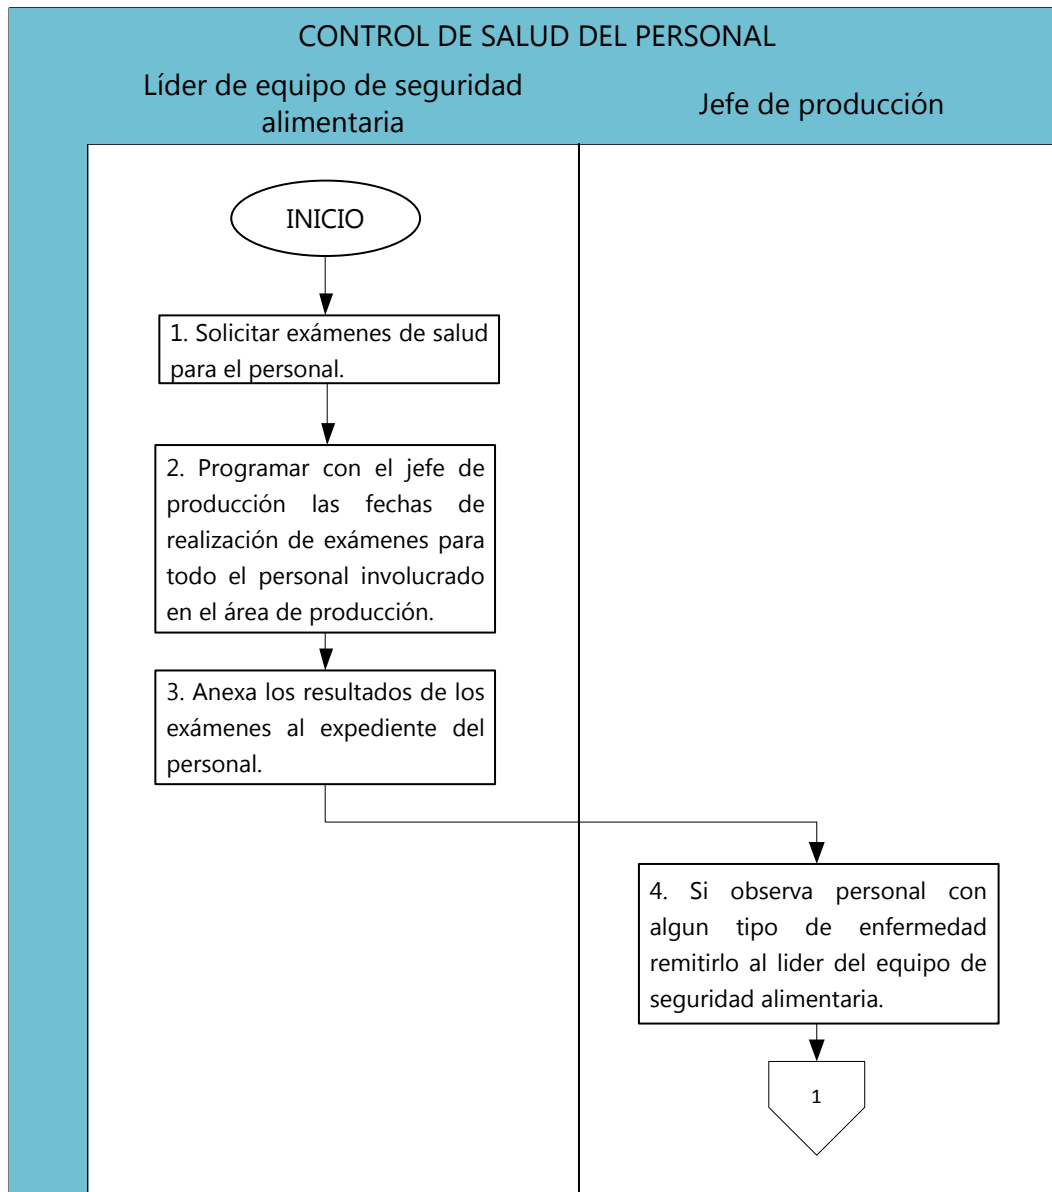 CONTROL DE SALUD DEL PERSONAL
Líder de equipo de seguridad
alimentaria
Jefe de producción
INICIO
1. Solicitar exámenes de salud
para el personal.
2. Programar con el jefe de
producción las fechas de
realización de exámenes para
todo el personal involucrado
en el área de producción.
3. Anexa los resultados de los
exámenes al expediente del
personal.
4. Si observa personal con
algun tipo de enfermedad
remitirlo al lider del equipo de
seguridad alimentaria.
1